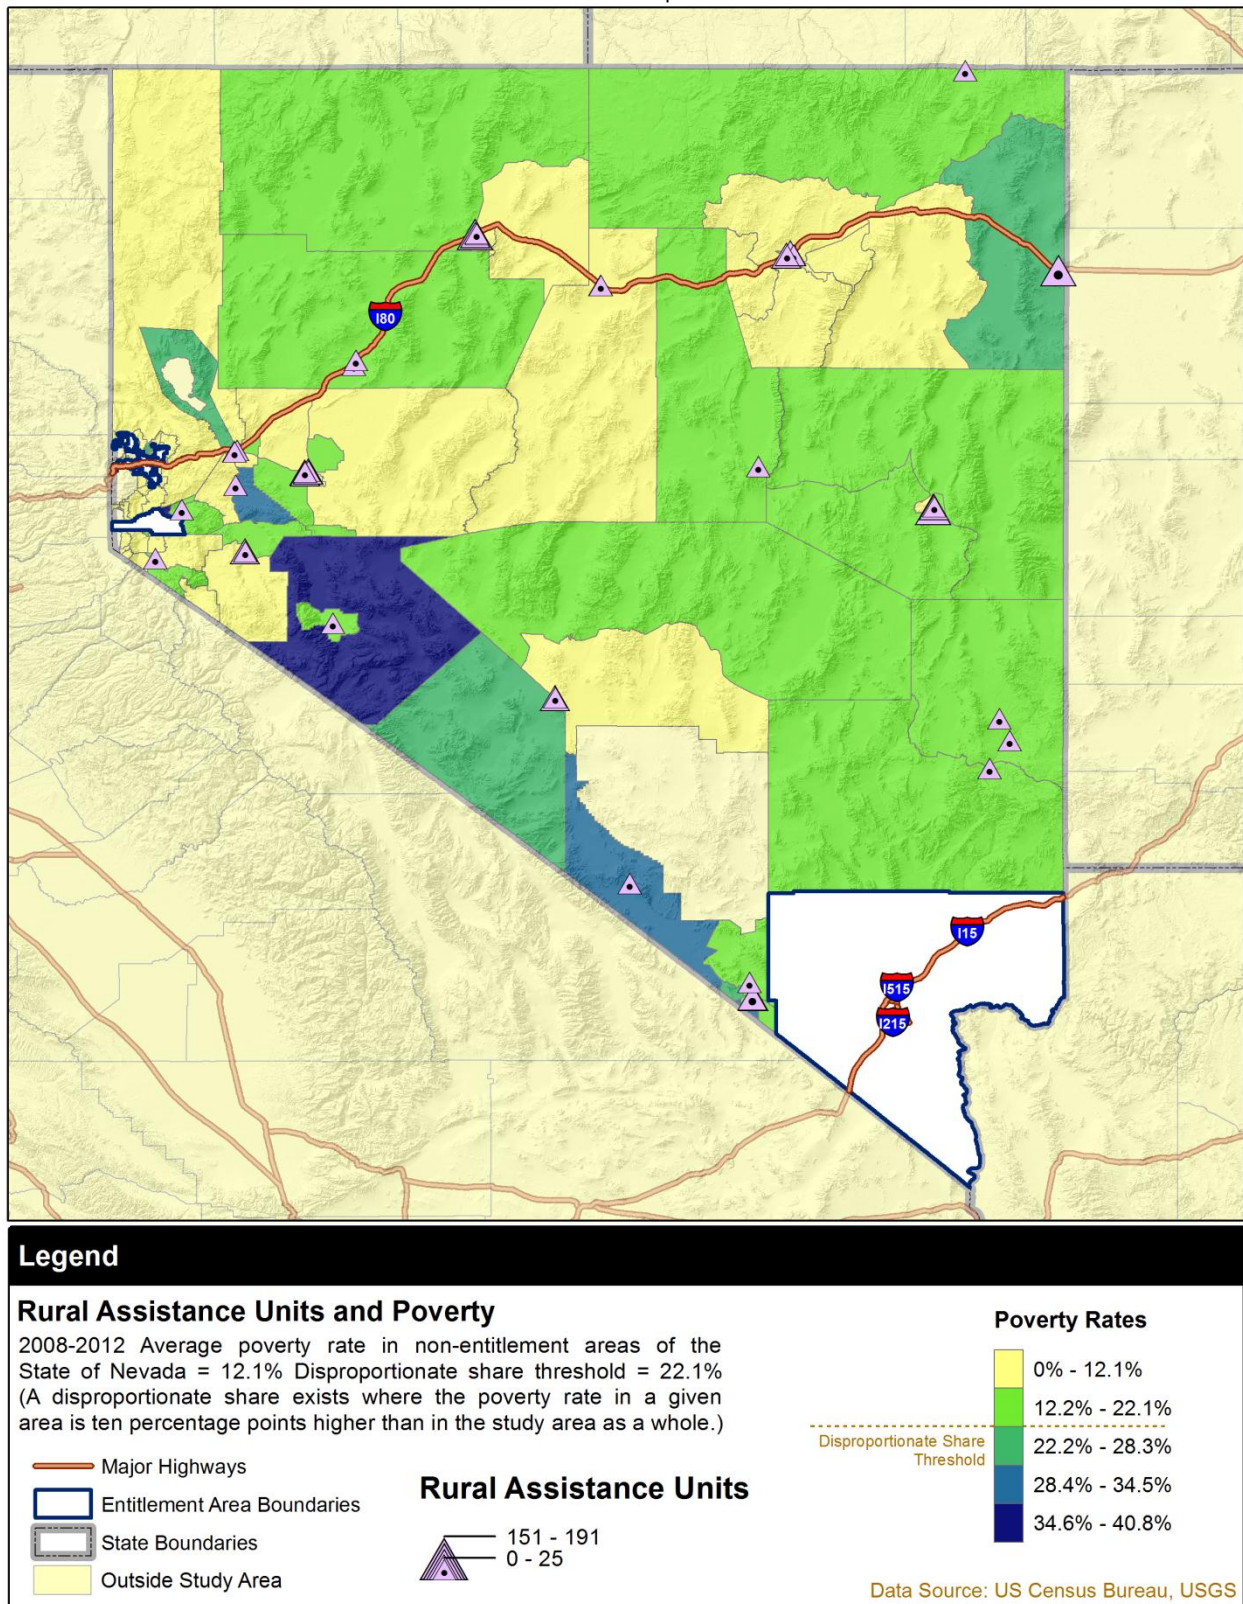 I80
I15
I515
I215
Legend
Rural Assistance Units and Poverty
2008-2012 Average poverty rate in non-entitlement areas of the
State of Nevada = 12.1% Disproportionate share threshold = 22.1%
(A disproportionate share exists where the poverty rate in a given
area is ten percentage points higher than in the study area as a whole.)
Major Highways
Entitlement Area Boundaries
State Boundaries
Outside Study Area
Rural Assistance Units
151 - 191
0 - 25
Poverty Rates
0% - 12.1%
12.2% - 22.1%
Disproportionate Share
Threshold
22.2% - 28.3%
28.4% - 34.5%
34.6% - 40.8%
Data Source: US Census Bureau, USGS